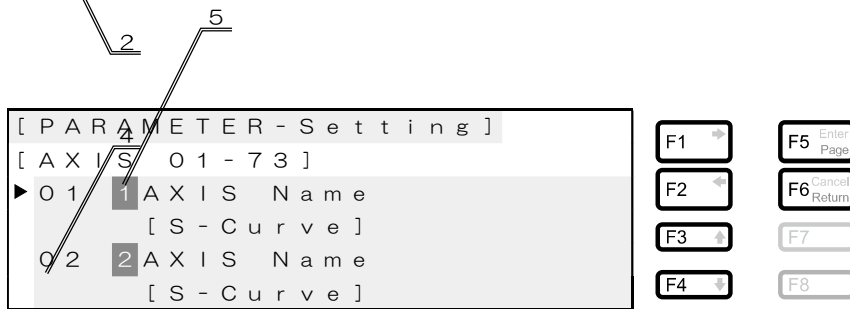 5
2
[PARAMETER-Setting]
4
[AXIS 01-73]
▶01 1AXIS Name
[S-Curve]
02 2AXIS Name
[S-Curve]
F1
F2
F3
F4
F5 Enter Page
F6 Cancel Return
F7
F8